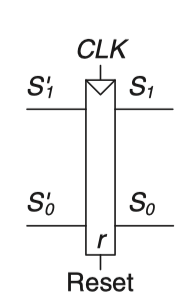 CLK
S'₁ S₁
S'₀ S₀
r
Reset